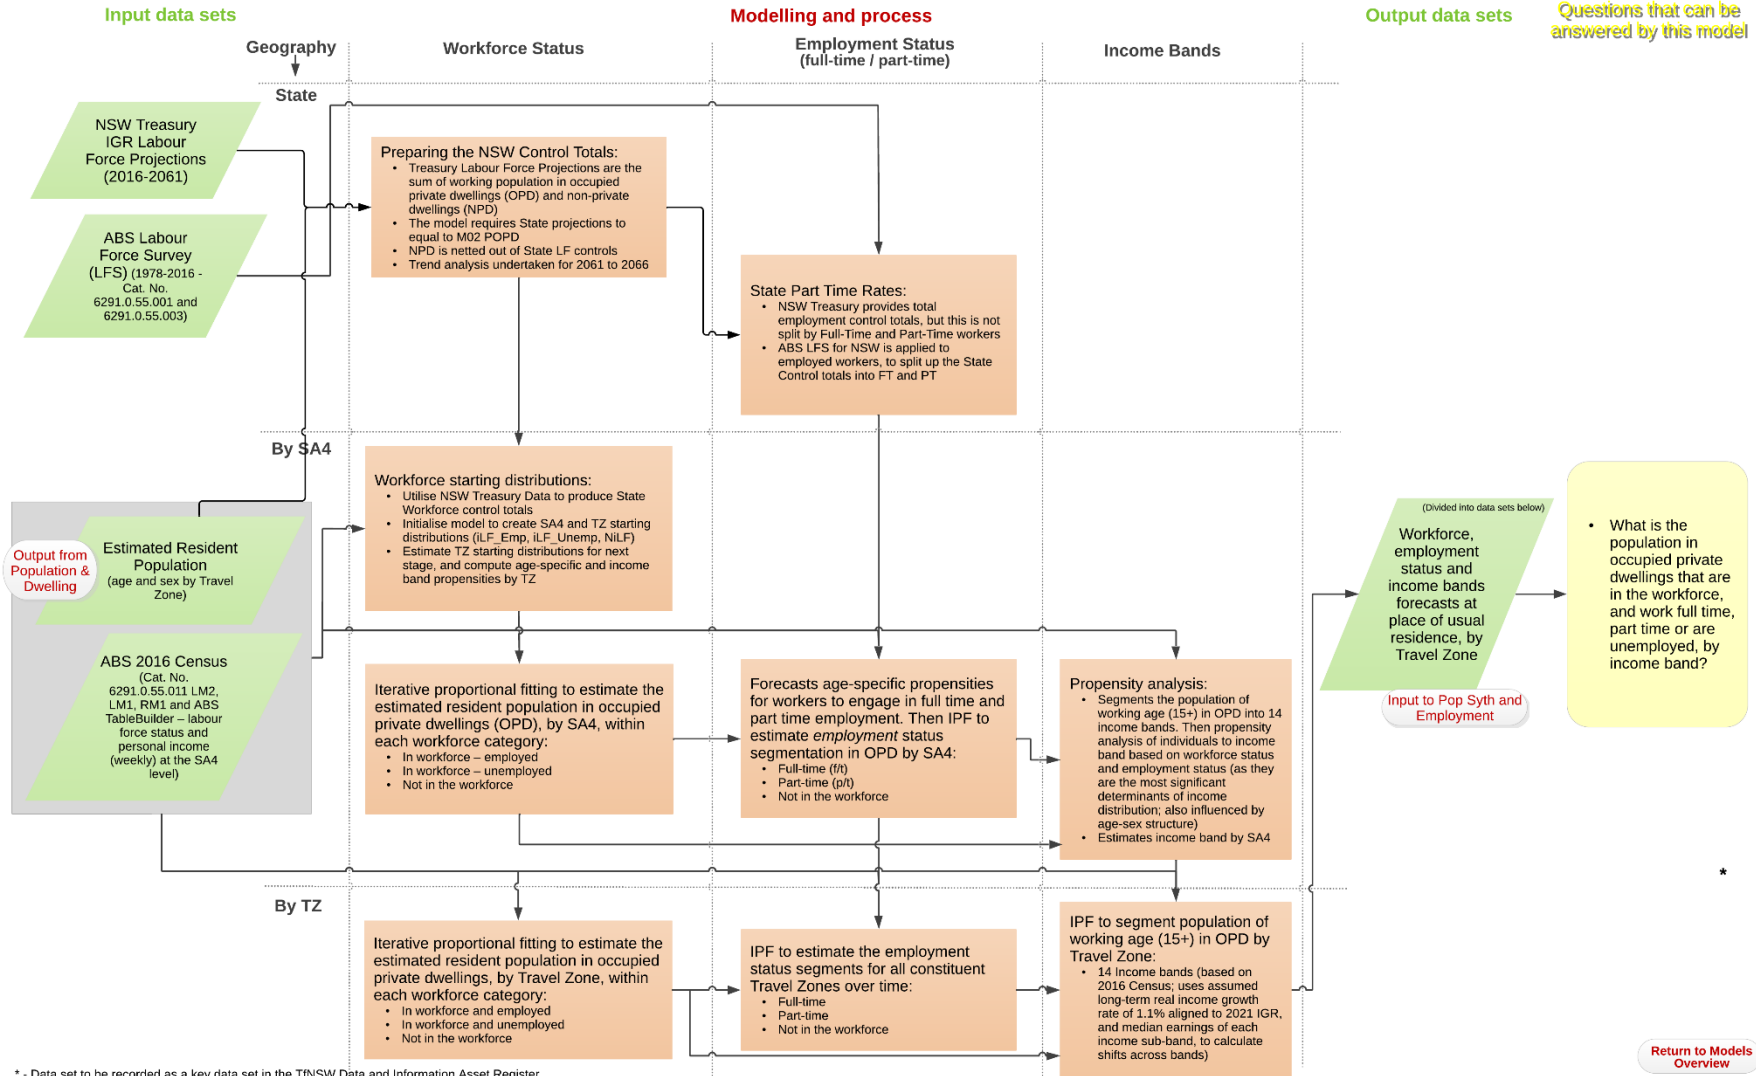 Input data sets
Modelling and process
Output data sets
Questions that can be
answered by this model
Geography
Workforce Status
Employment Status
(full-time / part-time)
Income Bands
State
NSW Treasury
IGR Labour
Force Projections
(2016-2061)
ABS Labour
Force Survey
(LFS) (1978-2016 -
Cat. No.
6291.0.55.001 and
6291.0.55.003)
Preparing the NSW Control Totals:
• Treasury Labour Force Projections are the
sum of working population in occupied
private dwellings (OPD) and non-private
dwellings (NPD)
• The model requires State projections to
equal to M02 POPD
• NPD is netted out of State LF controls
• Trend analysis undertaken for 2061 to 2066
State Part Time Rates:
• NSW Treasury provides total
employment control totals, but this is not
split by Full-Time and Part-Time workers
• ABS LFS for NSW is applied to
employed workers, to split up the State
Control totals into FT and PT
By SA4
Workforce starting distributions:
• Utilise NSW Treasury Data to produce State
Workforce control totals
• Initialise model to create SA4 and TZ starting
distributions (iLF_Emp, iLF_Unemp, NiLF)
• Estimate TZ starting distributions for next
stage, and compute age-specific and income
band propensities by TZ
Output from
Population &
Dwelling
Estimated Resident
Population
(age and sex by Travel
Zone)
ABS 2016 Census
(Cat. No.
6291.0.55.011 LM2,
LM1, RM1 and ABS
TableBuilder – labour
force status and
personal income
(weekly) at the SA4
level)
Iterative proportional fitting to estimate the
estimated resident population in occupied
private dwellings (OPD), by SA4, within
each workforce category:
• In workforce – employed
• In workforce – unemployed
• Not in the workforce
Forecasts age-specific propensities
for workers to engage in full time and
part time employment. Then IPF to
estimate employment status
segmentation in OPD by SA4:
• Full-time (f/t)
• Part-time (p/t)
• Not in the workforce
Propensity analysis:
• Segments the population of
working age (15+) in OPD into 14
income bands. Then propensity
analysis of individuals to income
band based on workforce status
and employment status (as they
are the most significant
determinants of income
distribution; also influenced by
age-sex structure)
• Estimates income band by SA4
(Divided into data sets below)
Workforce,
employment
status and
income bands
forecasts at
place of usual
residence, by
Travel Zone
Input to Pop Syth and
Employment
• What is the
population in
occupied private
dwellings that are
in the workforce,
and work full time,
part time or are
unemployed, by
income band?
*
By TZ
Iterative proportional fitting to estimate the
estimated resident population in occupied
private dwellings, by Travel Zone, within
each workforce category:
• In workforce and employed
• In workforce and unemployed
• Not in the workforce
IPF to estimate the employment
status segments for all constituent
Travel Zones over time:
• Full-time
• Part-time
• Not in the workforce
IPF to segment population of
working age (15+) in OPD by
Travel Zone:
• 14 Income bands (based on
2016 Census; uses assumed
long-term real income growth
rate of 1.1% aligned to 2021 IGR,
and median earnings of each
income sub-band, to calculate
shifts across bands)
Return to Models
Overview
* - Data set to be recorded as a key data set in the TfNSW Data and Information Asset Register